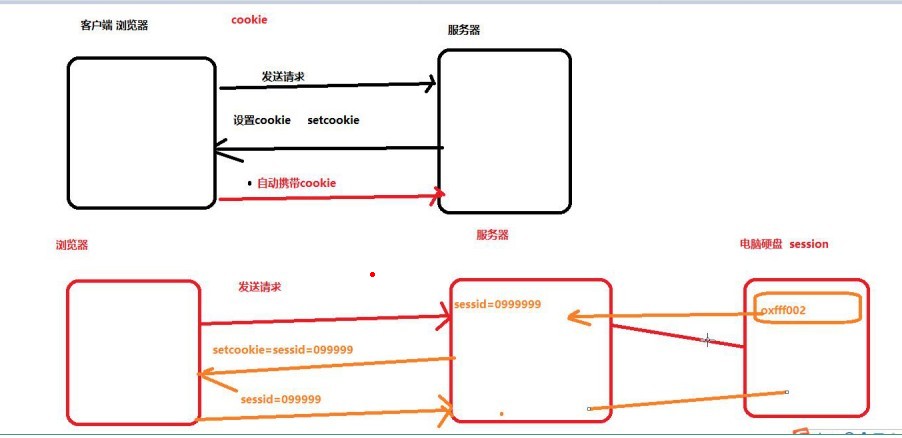 客户端 浏览器
cookie
服务器
发送请求
设置cookie setcookie
自动携带cookie
浏览器
服务器
电脑硬盘 session
发送请求
sessid=0999999
oxfff002
setcookie=sessid=099999
sessid=099999